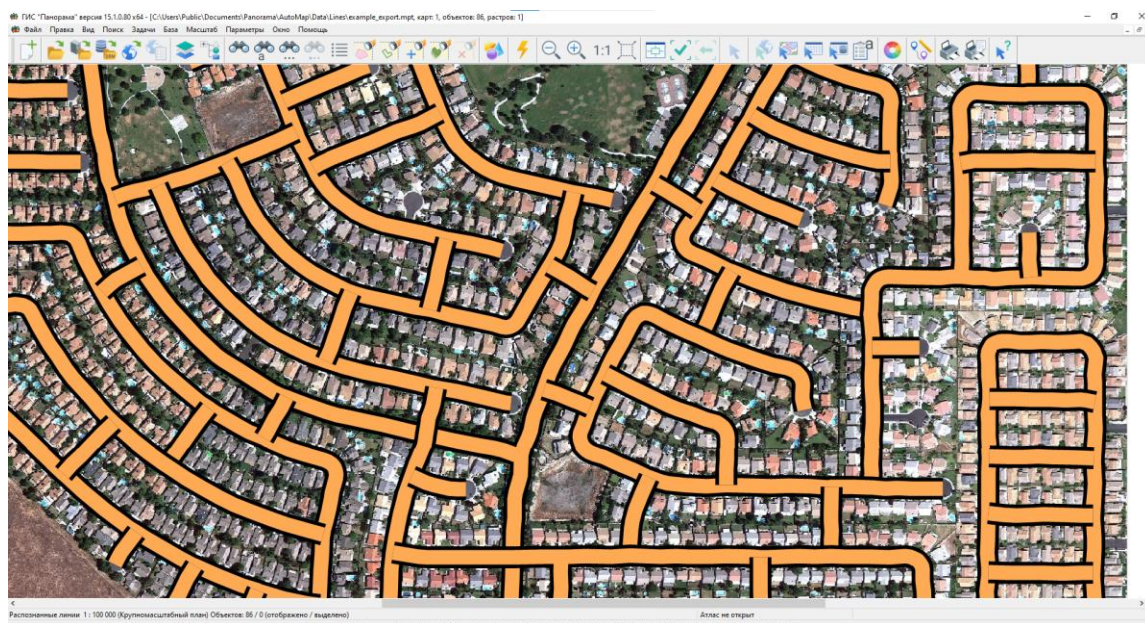 ГИС "Панорама" версия 15.1.0.80 x64 - [C:\Users\Public\Documents\Panorama\AutoMap\Data\Lines\example_export.mpt, карт: 1, объектов: 86, растров: 1]
Файл Правка Вид Поиск Задачи База Масштаб Параметры Окно Помощь
1:1
Распознанные линии 1 : 100 000 (Крупномасштабный план) Объектов: 86 / 0 (отображено / выделено) Атлас не открыт